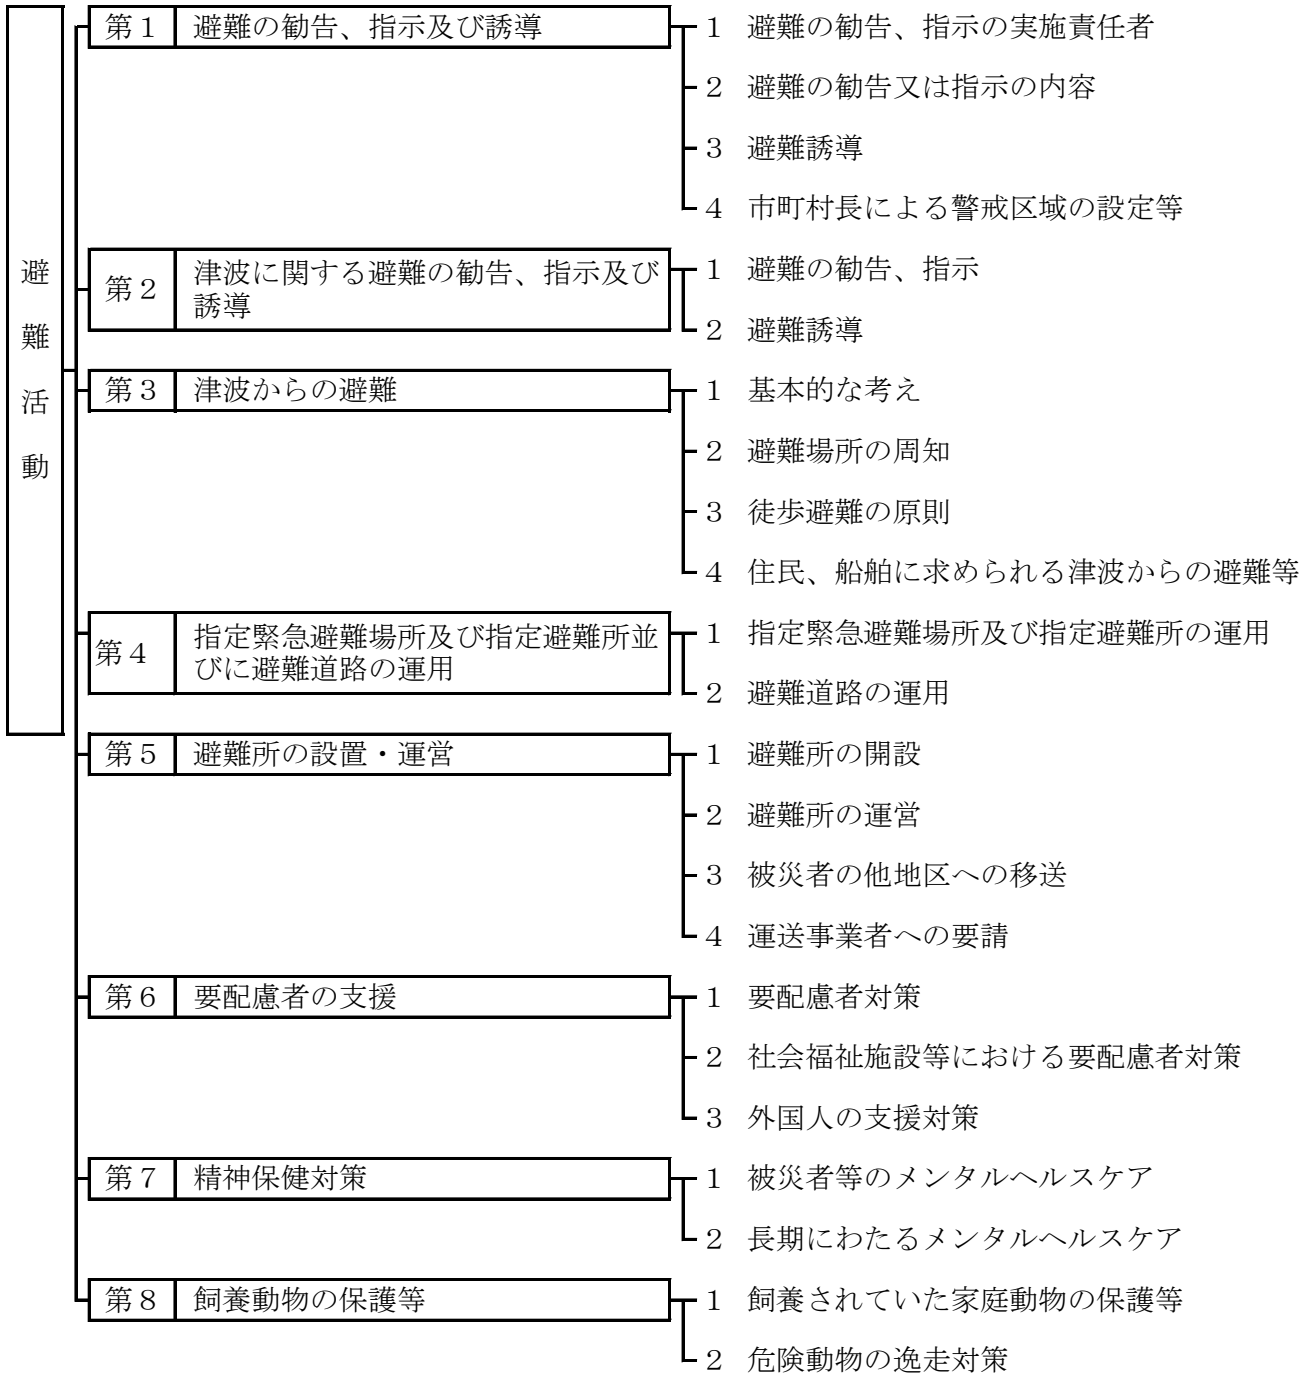 避難活動
第１ 避難の勧告、指示及び誘導
１ 避難の勧告、指示の実施責任者
２ 避難の勧告又は指示の内容
３ 避難誘導
４ 市町村長による警戒区域の設定等
第２ 津波に関する避難の勧告、指示及び
誘導
１ 避難の勧告、指示
２ 避難誘導
第３ 津波からの避難
１ 基本的な考え
２ 避難場所の周知
３ 徒歩避難の原則
４ 住民、船舶に求められる津波からの避難等
第４ 指定緊急避難場所及び指定避難所並
びに避難道路の運用
１ 指定緊急避難場所及び指定避難所の運用
２ 避難道路の運用
第５ 避難所の設置・運営
１ 避難所の開設
２ 避難所の運営
３ 被災者の他地区への移送
４ 運送事業者への要請
第６ 要配慮者の支援
１ 要配慮者対策
２ 社会福祉施設等における要配慮者対策
３ 外国人の支援対策
第７ 精神保健対策
１ 被災者等のメンタルヘルスケア
２ 長期にわたるメンタルヘルスケア
第８ 飼養動物の保護等
１ 飼養されていた家庭動物の保護等
２ 危険動物の逸走対策